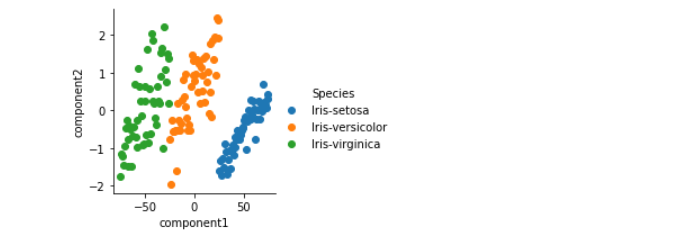 2
1
0
−1
−2
component2
−50
0
50
component1
Species
Iris-setosa
Iris-versicolor
Iris-virginica